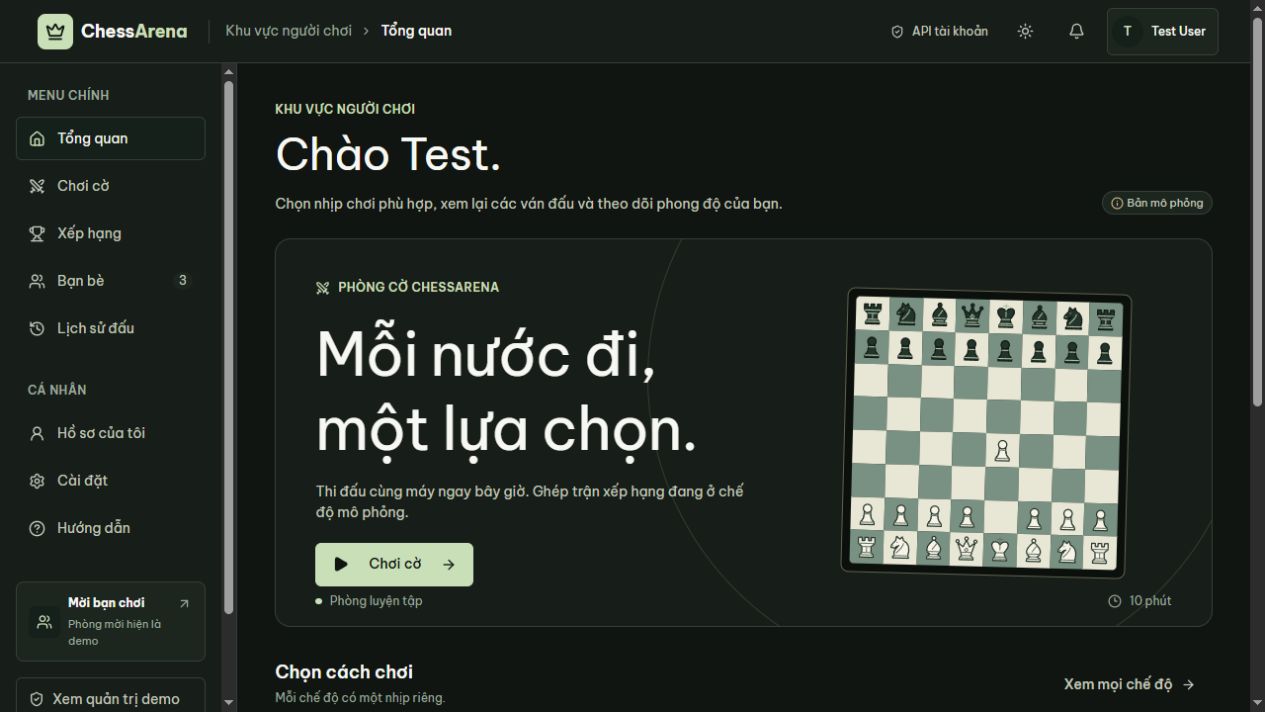 ChessArena
Khu vực người chơi > Tổng quan
API tài khoản
T Test User
MENU CHÍNH
Tổng quan
Chơi cờ
Xếp hạng
Bạn bè 3
Lịch sử đấu
CÁ NHÂN
Hồ sơ của tôi
Cài đặt
Hướng dẫn
Mời bạn chơi
Phòng mời hiện là
demo
Xem quản trị demo
KHU VỰC NGƯỜI CHƠI
Chào Test.
Chọn nhịp chơi phù hợp, xem lại các ván đấu và theo dõi phong độ của bạn.
Bản mô phỏng
PHÒNG CỜ CHESSARENA
Mỗi nước đi,
một lựa chọn.
Thi đấu cùng máy ngay bây giờ. Ghép trận xếp hạng đang ở chế
độ mô phỏng.
Chơi cờ →
Phòng luyện tập
10 phút
Chọn cách chơi
Mỗi chế độ có một nhịp riêng.
Xem mọi chế độ →